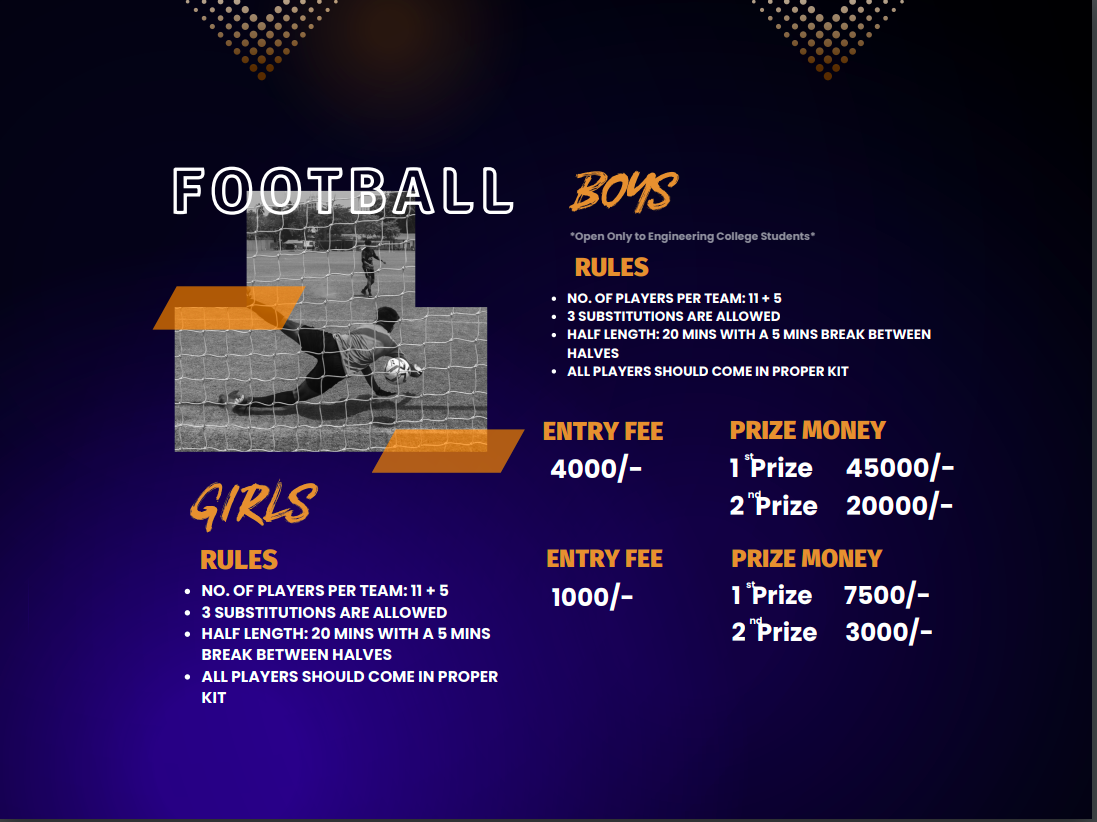 FOOTBALL
BOYS
*Open Only to Engineering College Students*
RULES
• NO. OF PLAYERS PER TEAM: 11 + 5
• 3 SUBSTITUTIONS ARE ALLOWED
• HALF LENGTH: 20 MINS WITH A 5 MINS BREAK BETWEEN
HALVES
• ALL PLAYERS SHOULD COME IN PROPER KIT
ENTRY FEE
4000/-
PRIZE MONEY
1st Prize 45000/-
2nd Prize 20000/-
GIRLS
RULES
• NO. OF PLAYERS PER TEAM: 11 + 5
• 3 SUBSTITUTIONS ARE ALLOWED
• HALF LENGTH: 20 MINS WITH A 5 MINS
BREAK BETWEEN HALVES
• ALL PLAYERS SHOULD COME IN PROPER
KIT
ENTRY FEE
1000/-
PRIZE MONEY
1st Prize 7500/-
2nd Prize 3000/-